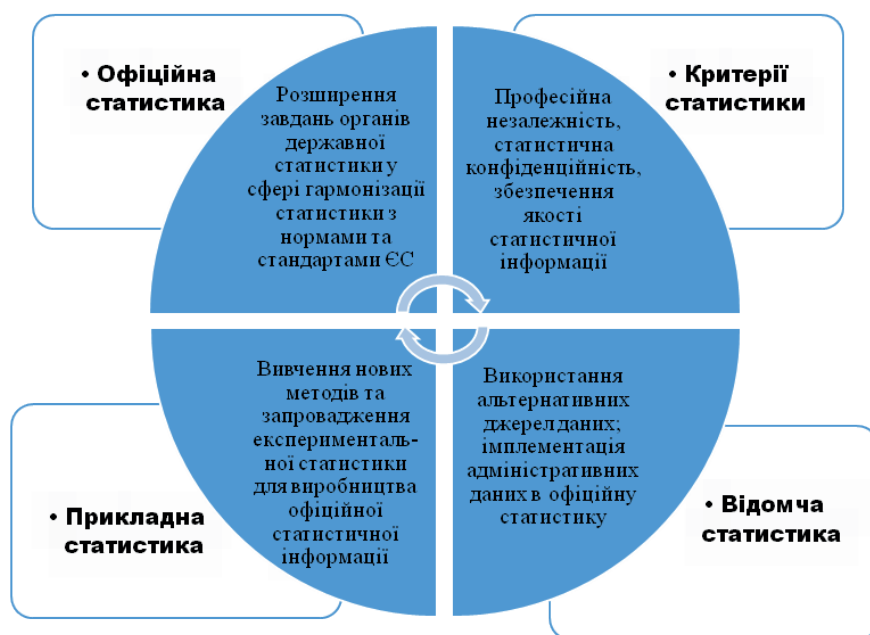 • Офіційна
статистика
Розширення
завдань органів
державної
статистики у
сфері гармонізації
статистики з
нормами та
стандартами ЄС
Професійна
незалежність,
статистична
конфіденційність,
збезпечення
якості
статистичної
інформації
• Критерії
статистики
Вивчення нових
методів та
запровадження
експерименталь-
ної статистики
для виробництва
офіційної
статистичної
інформації
• Прикладна
статистика
Використання
альтернативних
джерел даних;
імплементація
адміністративних
даних в офіційну
статистику
• Відомча
статистика